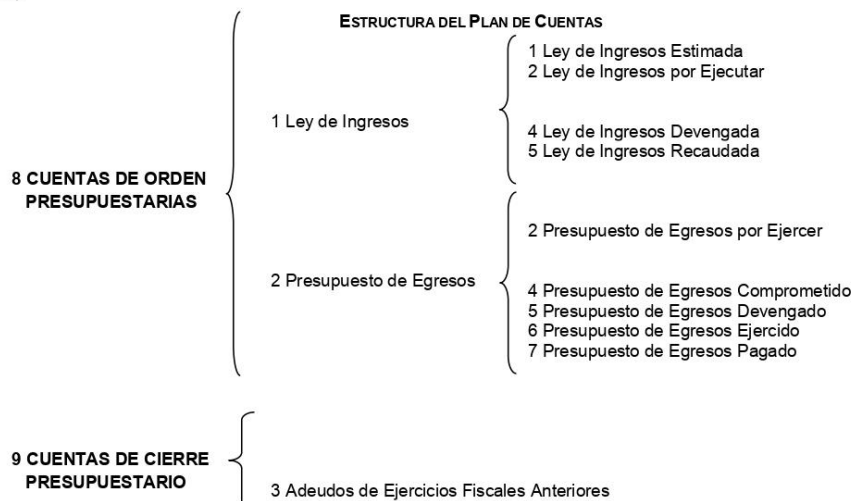 ESTRUCTURA DEL PLAN DE CUENTAS
8 CUENTAS DE ORDEN
PRESUPUESTARIAS
1 Ley de Ingresos
1 Ley de Ingresos Estimada
2 Ley de Ingresos por Ejecutar
4 Ley de Ingresos Devengada
5 Ley de Ingresos Recaudada
2 Presupuesto de Egresos
2 Presupuesto de Egresos por Ejercer
4 Presupuesto de Egresos Comprometido
5 Presupuesto de Egresos Devengado
6 Presupuesto de Egresos Ejercido
7 Presupuesto de Egresos Pagado
9 CUENTAS DE CIERRE
PRESUPUESTARIO
3 Adeudos de Ejercicios Fiscales Anteriores